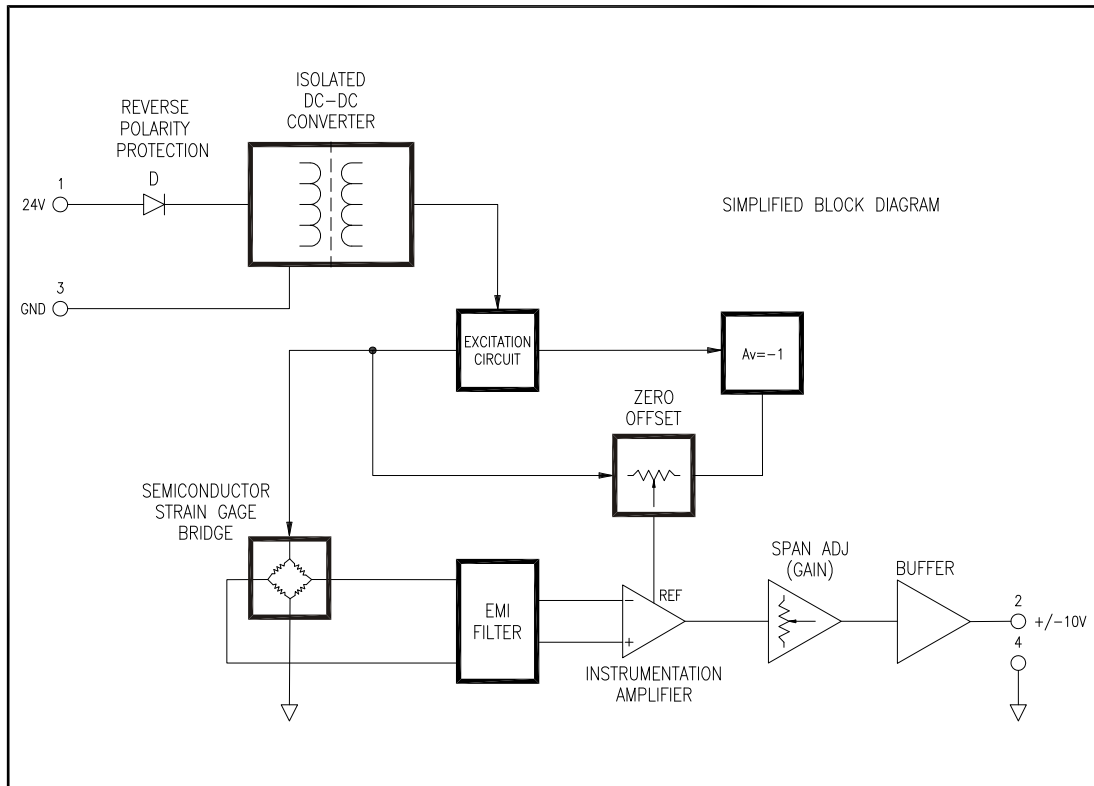 ISOLATED
DC-DC
CONVERTER
REVERSE
POLARITY
PROTECTION
D
1
24V
3
GND
SIMPLIFIED BLOCK DIAGRAM
EXCITATION
CIRCUIT
Av=-1
ZERO
OFFSET
SEMICONDUCTOR
STRAIN GAGE
BRIDGE
EMI
FILTER
-
+
REF
INSTRUMENTATION
AMPLIFIER
SPAN ADJ
(GAIN)
BUFFER
2
+/-10V
4